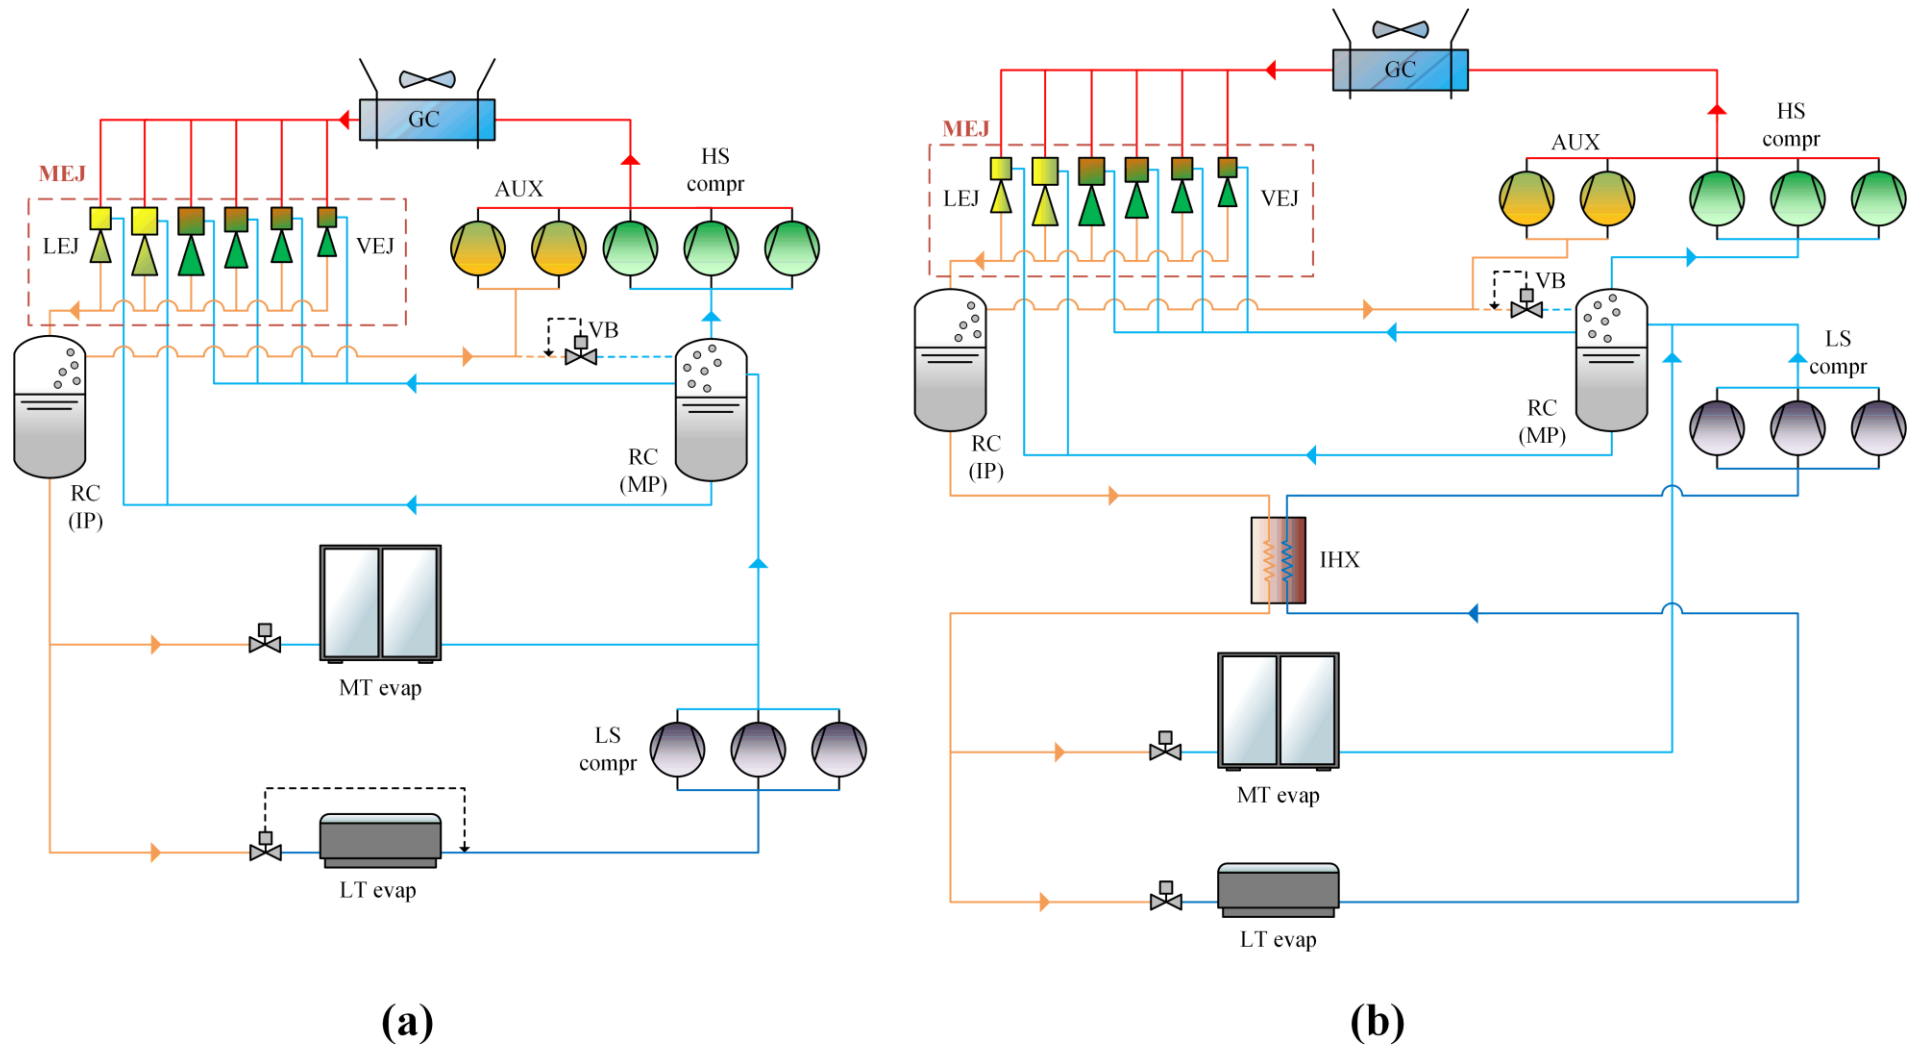 GC
MEJ
HS
compr
AUX
LEJ
VEJ
VB
RC
(IP)
RC
(MP)
MT evap
LS
compr
LT evap
(a)
GC
MEJ
HS
compr
AUX
LEJ
VEJ
VB
LS
compr
RC
(IP)
RC
(MP)
IHX
MT evap
LT evap
(b)